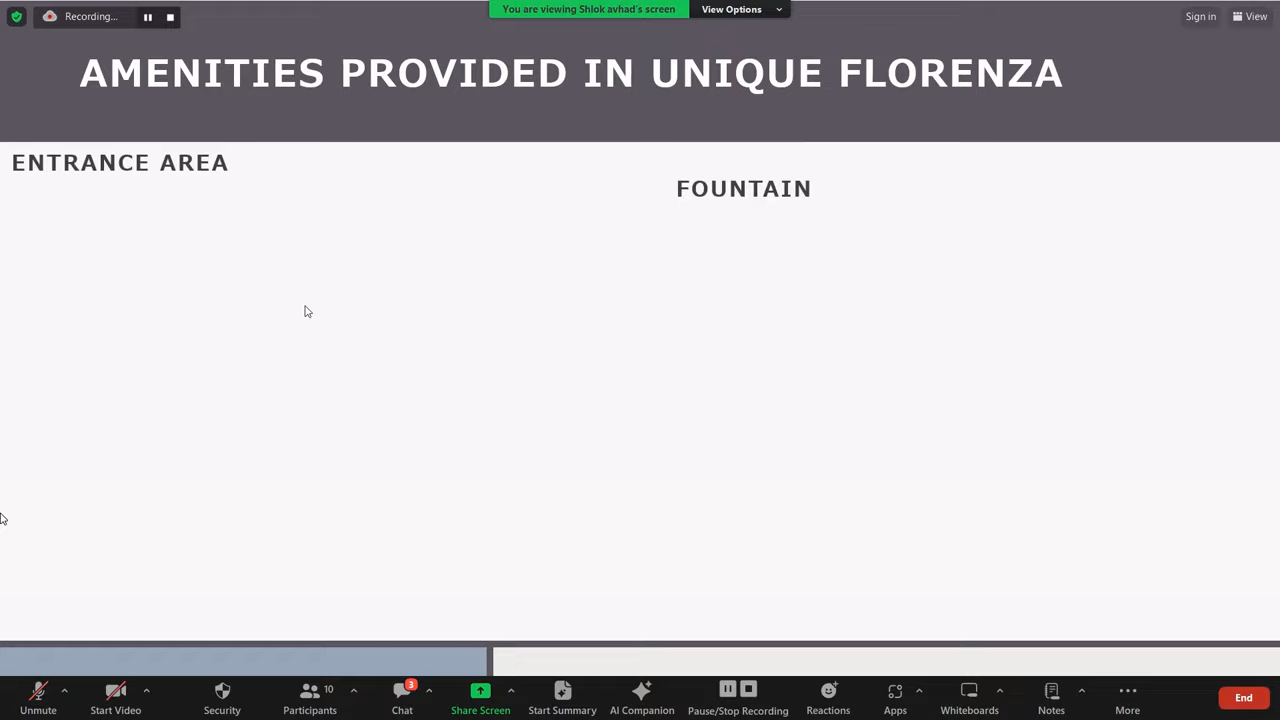 You are viewing Shlok avhad's screen
View Options
Recording...
Sign in
View
AMENITIES PROVIDED IN UNIQUE FLORENZA
ENTRANCE AREA
FOUNTAIN
Unmute
Start Video
Security
10
Participants
3
Chat
Share Screen
Start Summary
AI Companion
Pause/Stop Recording
Reactions
Apps
Whiteboards
Notes
More
End